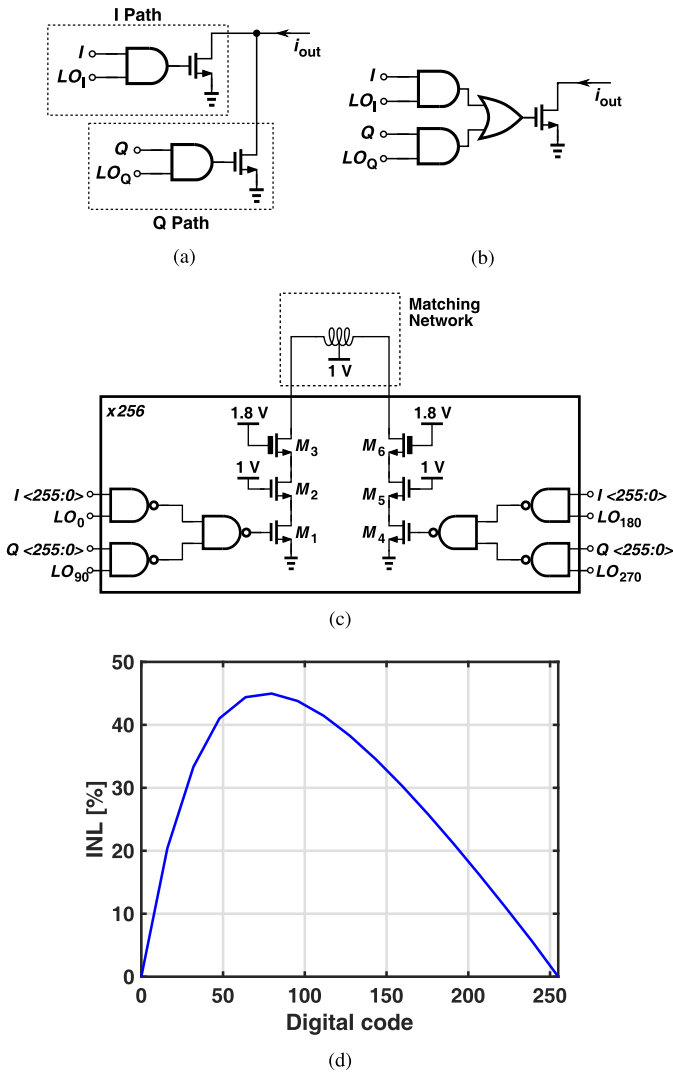 I Path
I
LO_I
i_out
Q
LO_Q
Q Path
(a)
I
LO_I
Q
LO_Q
i_out
(b)
Matching
Network
1 V
x256
1.8 V
1.8 V
M_3
M_6
1 V
1 V
M_2
M_5
I <255:0>
LO_0
M_1
M_4
I <255:0>
LO_180
Q <255:0>
LO_90
Q <255:0>
LO_270
(c)
50
40
30
20
10
0
INL [%]
0 50 100 150 200 250
Digital code
(d)